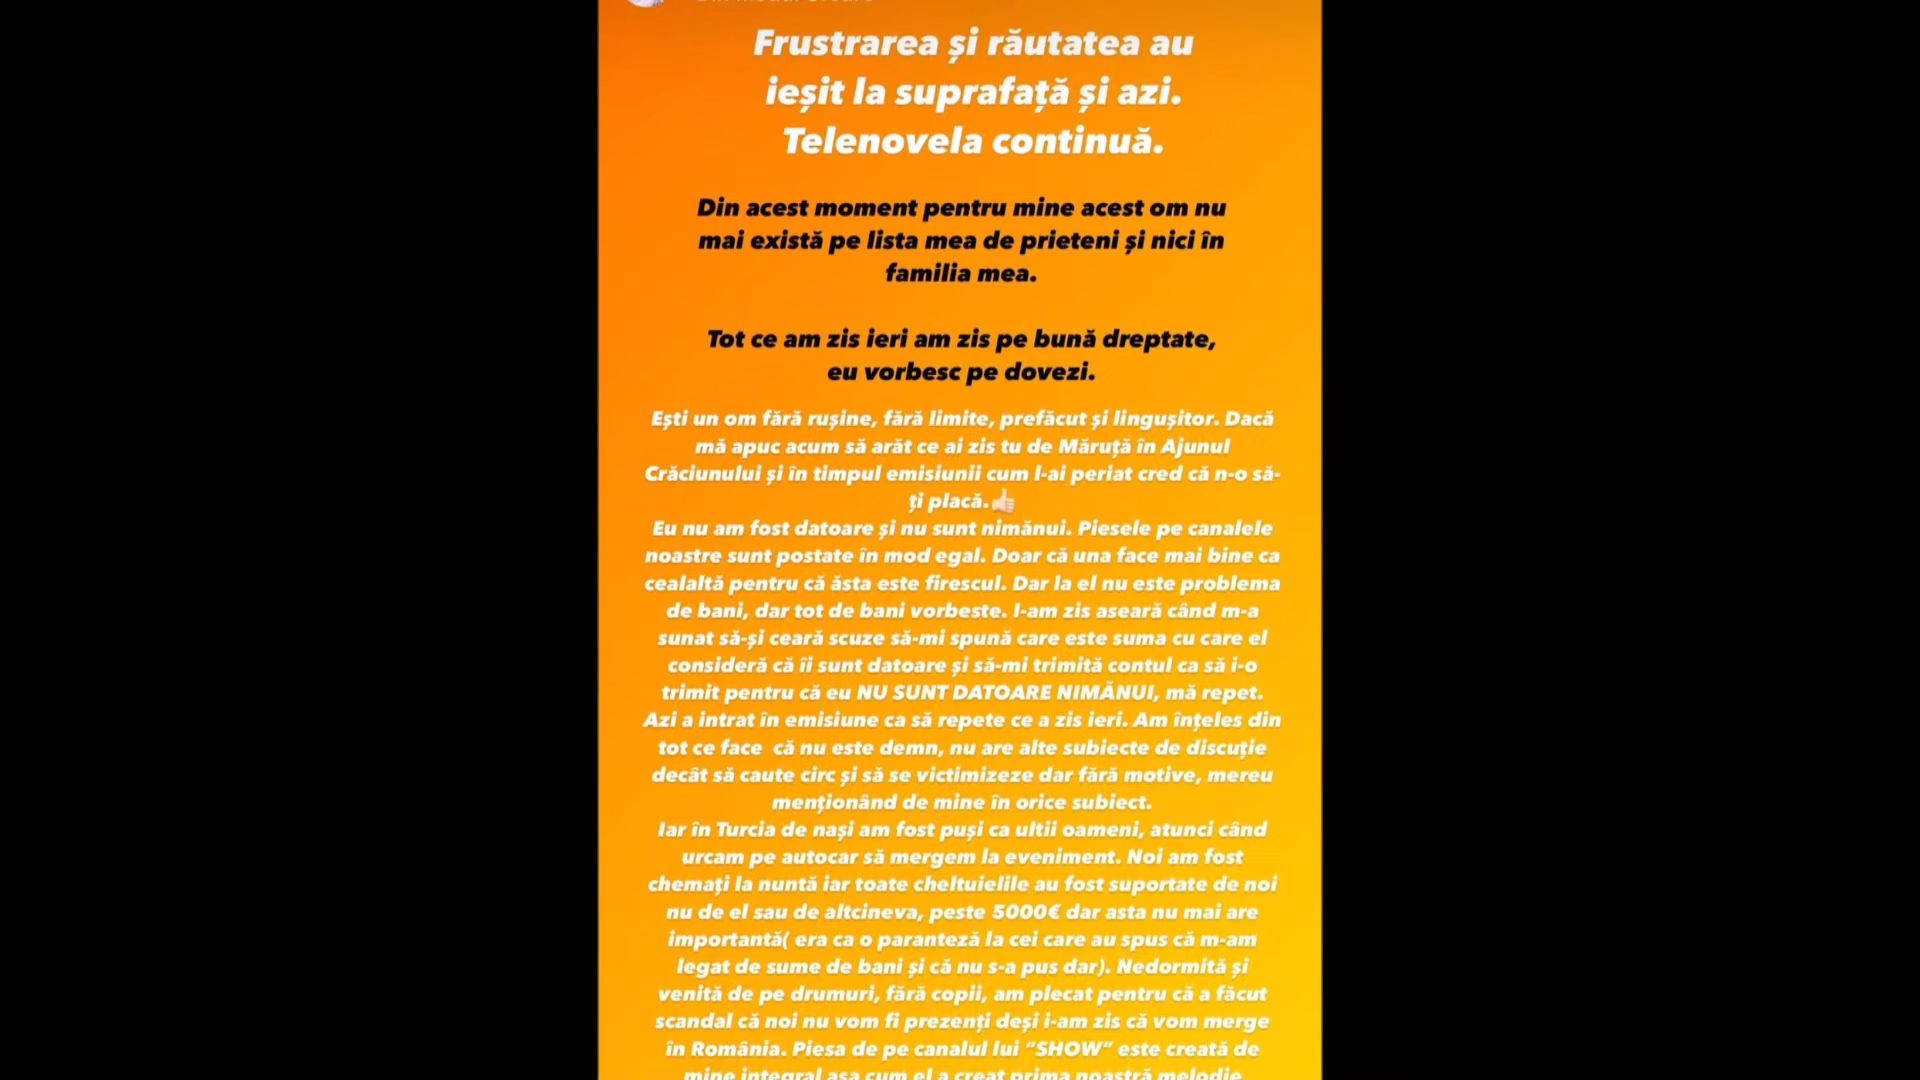 Frustrarea și răutatea au
ieșit la suprafață și azi.
Telenovela continuă.
Din acest moment pentru mine acest om nu
mai există pe lista mea de prieteni și nici în
familia mea.
Tot ce am zis ieri am zis pe bună dreptate,
eu vorbesc pe dovezi.
Ești un om fără rușine, fără limite, prefăcut și lingușitor. Dacă
mă apuc acum să arăt ce ai zis tu de Măruță în Ajunul
Crăciunului și în timpul emisiunii cum l-ai periat cred că n-o să-
ți placă.👍🏻
Eu nu am fost datoare și nu sunt nimănui. Piesele pe canalele
noastre sunt postate în mod egal. Doar că una face mai bine ca
cealaltă pentru că ăsta este firescul. Dar la el nu este problema
de bani, dar tot de bani vorbește. I-am zis aseară când m-a
sunat să-și ceară scuze să-mi spună care este suma cu care el
consideră că îi sunt datoare și să-mi trimită contul ca să i-o
trimit pentru că eu NU SUNT DATOARE NIMĂNUI, mă repet.
Azi a intrat în emisiune ca să repete ce a zis ieri. Am înțeles din
tot ce face că nu este demn, nu are alte subiecte de discuție
decât să caute circ și să se victimizeze dar fără motive, mereu
menționând de mine în orice subiect.
Iar în Turcia de nași am fost puși ca ultii oameni, atunci când
urcam pe autocar să mergem la eveniment. Noi am fost
chemați la nuntă iar toate cheltuielile au fost suportate de noi
nu de el sau de altcineva, peste 5000€ dar asta nu mai are
importantă( era ca o paranteză la cei care au spus că m-am
legat de sume de bani și că nu s-a pus dar). Nedormită și
venită de pe drumuri, fără copii, am plecat pentru că a făcut
scandal că noi nu vom fi prezenți deși i-am zis că vom merge
în România. Piesa de pe canalul lui “SHOW” este creată de
mine integral așa cum el a creat prima noastră melodie